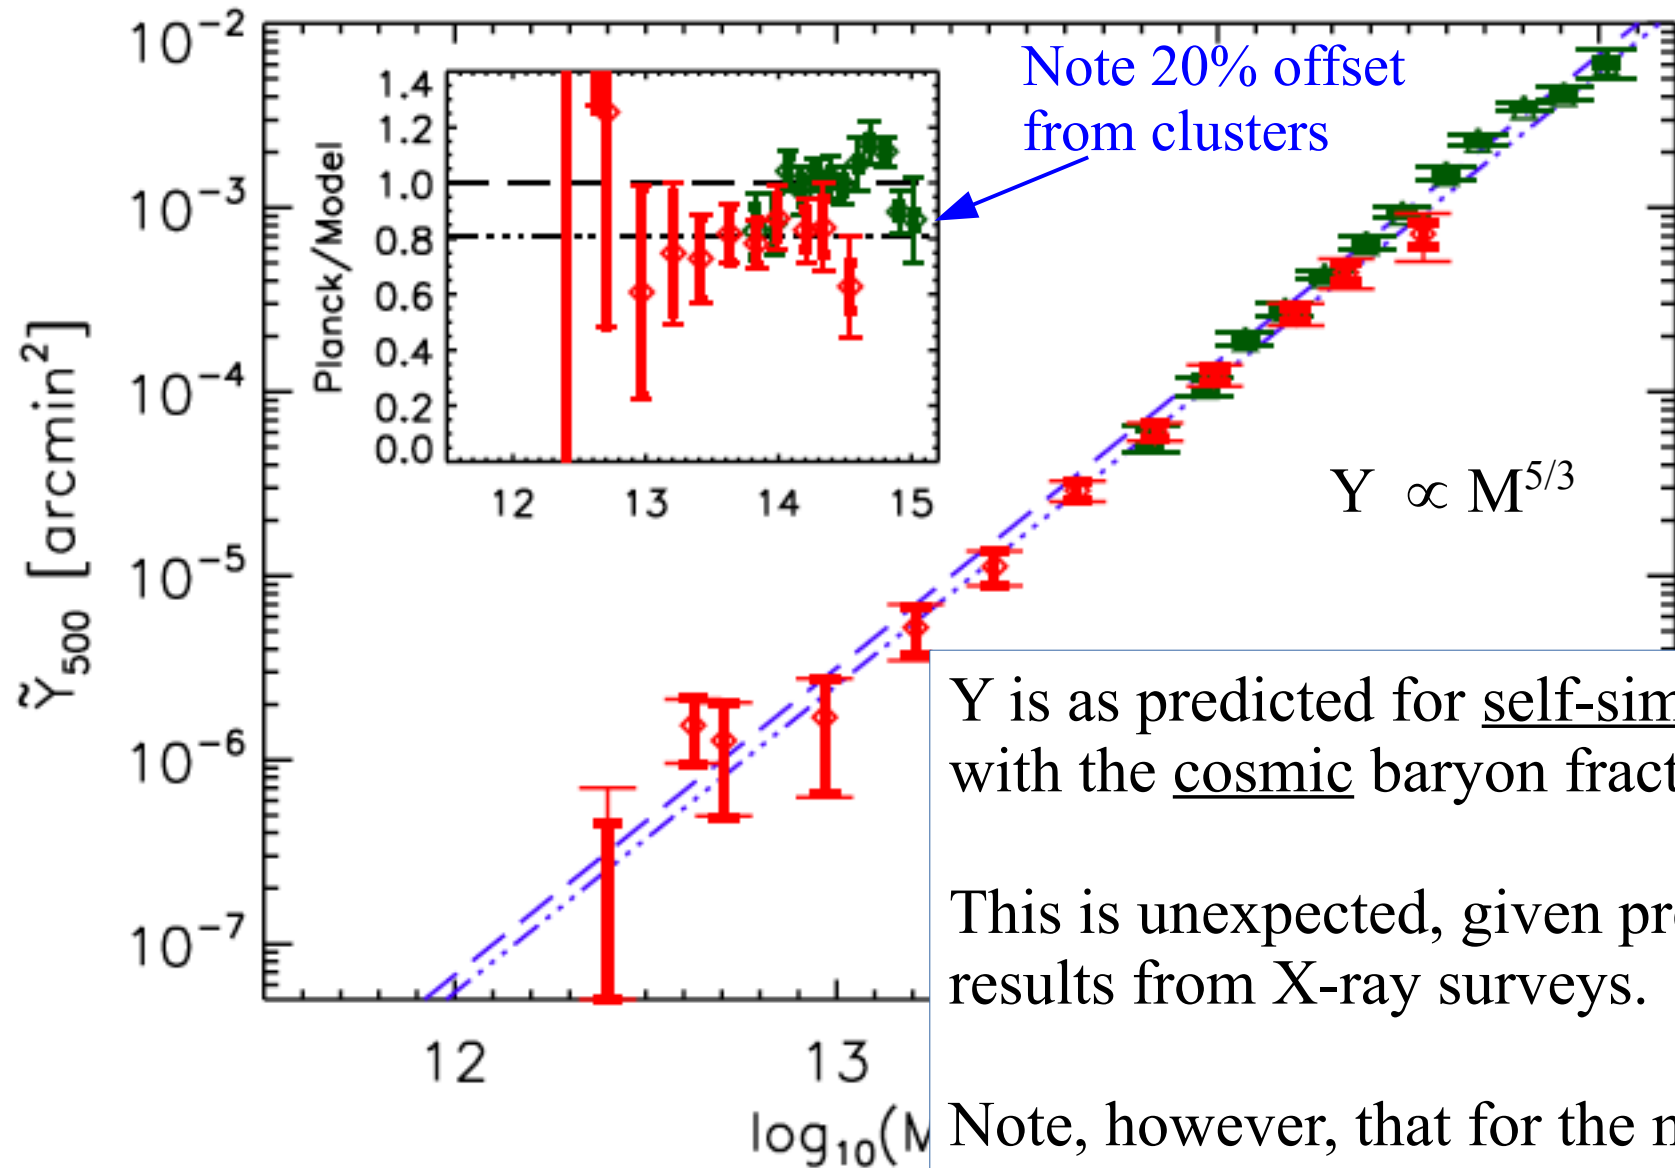 10⁻²
10⁻³
10⁻⁴
10⁻⁵
10⁻⁶
10⁻⁷
Ỹ₅₀₀ [arcmin²]
1.4
1.2
1.0
0.8
0.6
0.4
0.2
0.0
Planck/Model
12 13 14 15
Note 20% offset
from clusters
Y ∝ M⁵ᐟ³
Y is as predicted for self-sim
with the cosmic baryon fract
This is unexpected, given pr
results from X-ray surveys.
Note, however, that for the
12 13
log₁₀(M